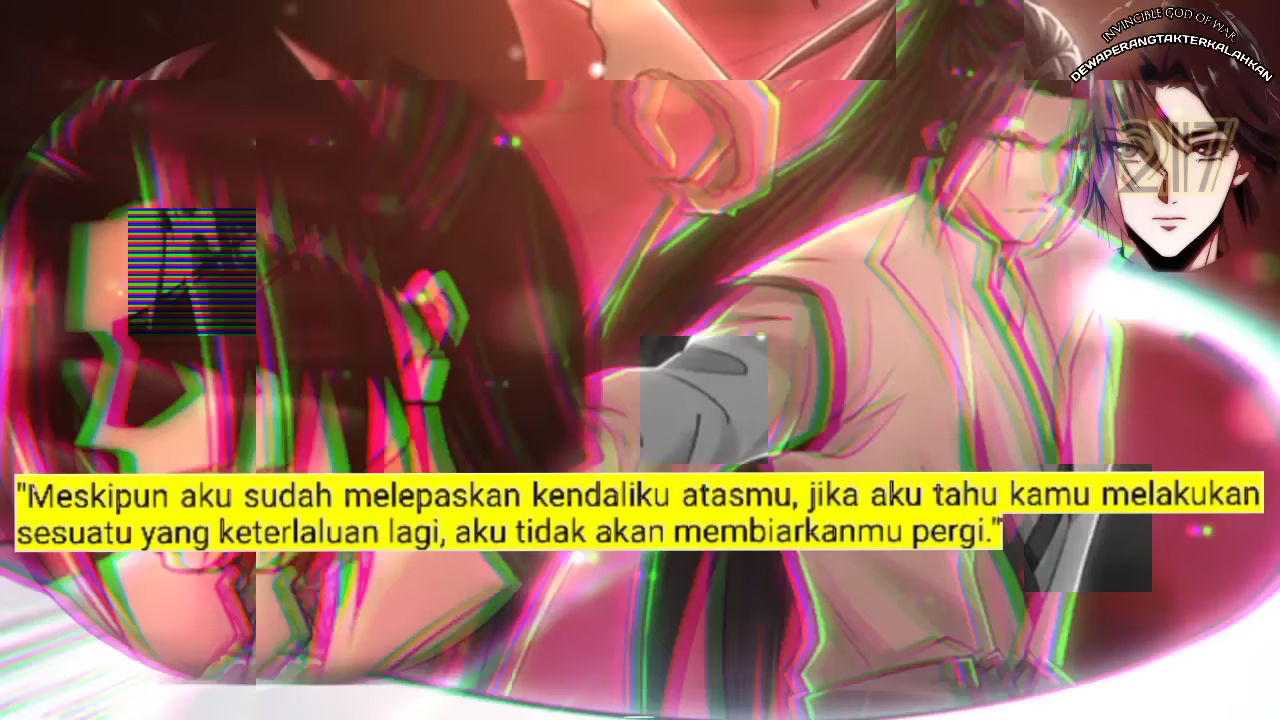 INVINCIBLE GOD OF WAR
DEWAPERANGTAKTERKALAHKAN
217
"Meskipun aku sudah melepaskan kendaliku atasmu, jika aku tahu kamu melakukan
sesuatu yang keterlaluan lagi, aku tidak akan membiarkanmu pergi."